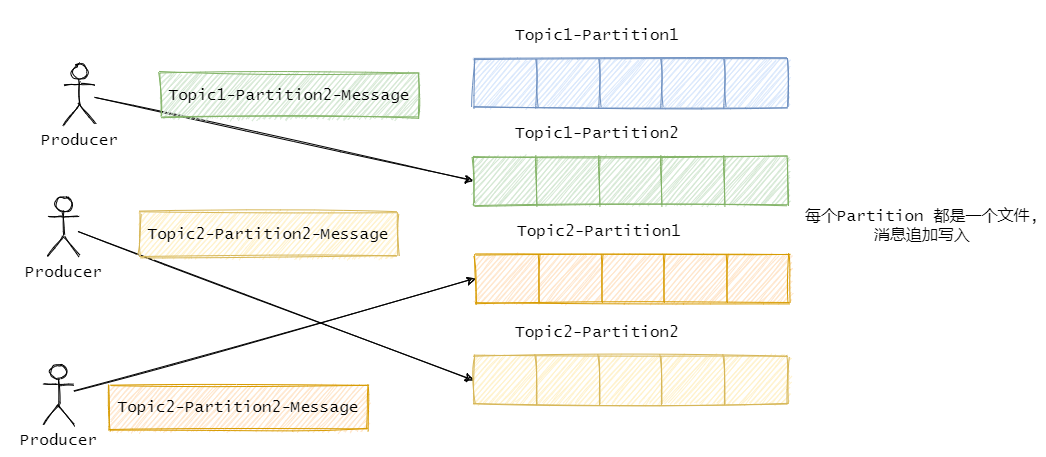 Topic1-Partition1
Topic1-Partition2-Message
Producer
Topic1-Partition2
每个Partition 都是一个文件，
消息追加写入
Topic2-Partition2-Message
Producer
Topic2-Partition1
Topic2-Partition2
Topic2-Partition2-Message
Producer